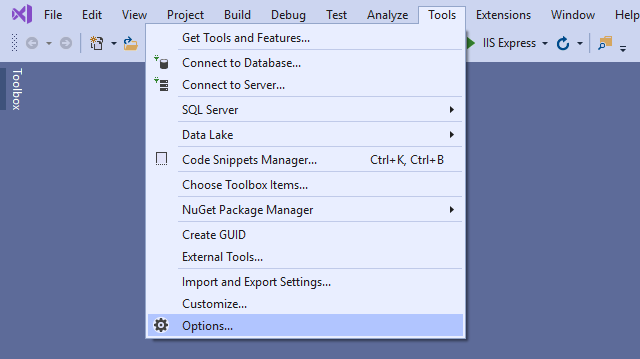 File Edit View Project Build Debug Test Analyze Tools Extensions Window Help
IIS Express
Toolbox
Get Tools and Features...
Connect to Database...
Connect to Server...
SQL Server
Data Lake
Code Snippets Manager... Ctrl+K, Ctrl+B
Choose Toolbox Items...
NuGet Package Manager
Create GUID
External Tools...
Import and Export Settings...
Customize...
Options...